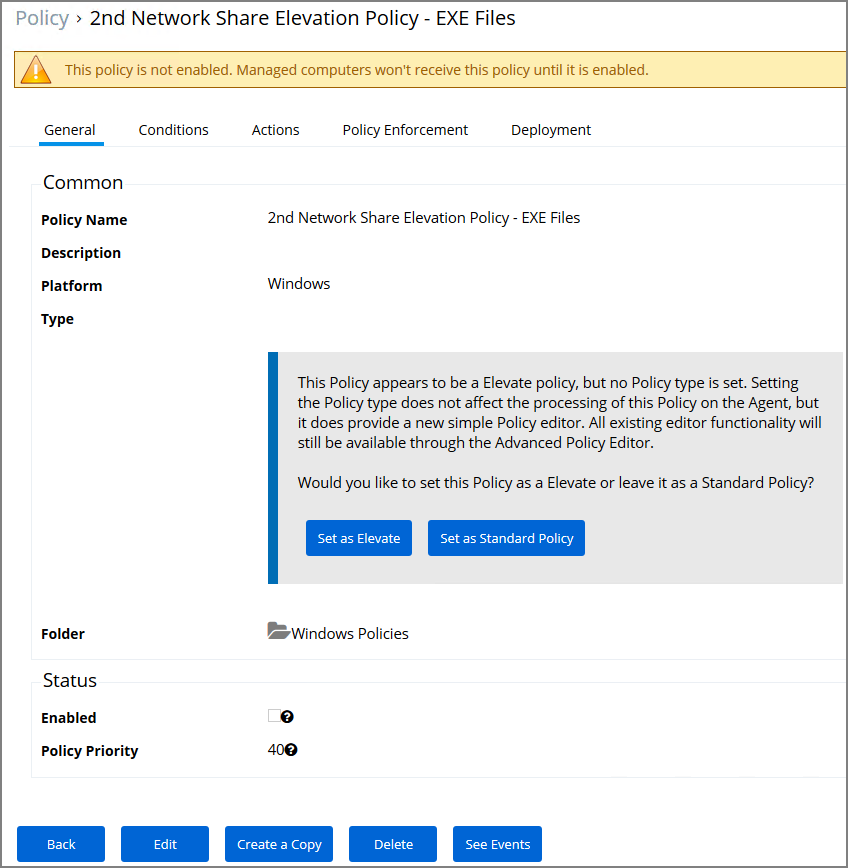 Policy › 2nd Network Share Elevation Policy - EXE Files
This policy is not enabled. Managed computers won't receive this policy until it is enabled.
General Conditions Actions Policy Enforcement Deployment
Common
Policy Name 2nd Network Share Elevation Policy - EXE Files
Description
Platform Windows
Type
This Policy appears to be a Elevate policy, but no Policy type is set. Setting
the Policy type does not affect the processing of this Policy on the Agent, but
it does provide a new simple Policy editor. All existing editor functionality will
still be available through the Advanced Policy Editor.
Would you like to set this Policy as a Elevate or leave it as a Standard Policy?
Set as Elevate Set as Standard Policy
Folder Windows Policies
Status
Enabled ?
Policy Priority 40 ?
Back Edit Create a Copy Delete See Events